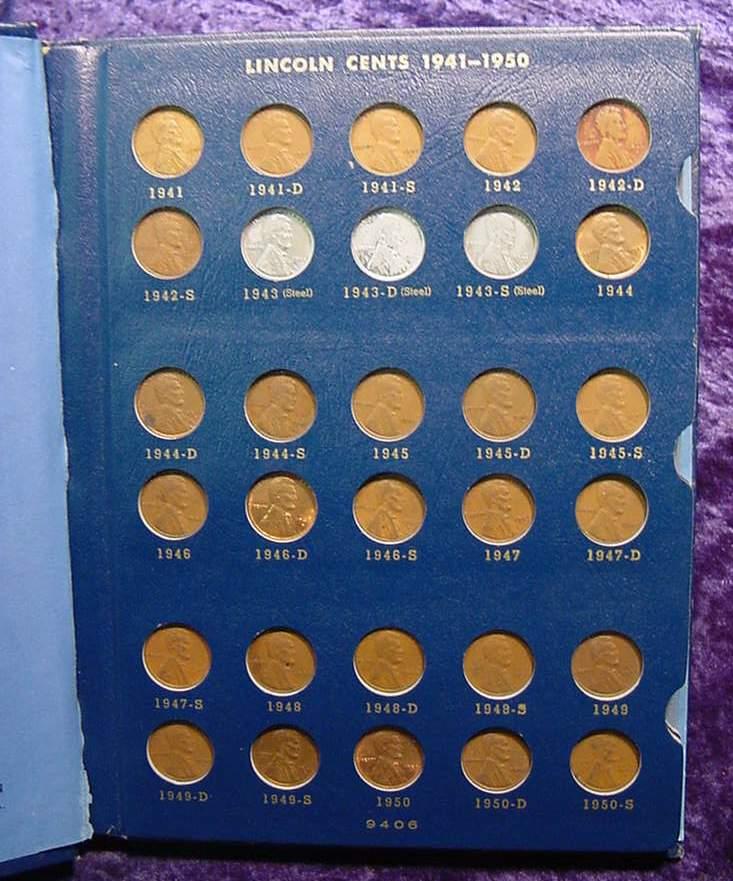 LINCOLN CENTS 1941–1950
1941 1941-D 1941-S 1942 1942-D
1942-S 1943 (Steel) 1943-D (Steel) 1943-S (Steel) 1944
1944-D 1944-S 1945 1945-D 1945-S
1946 1946-D 1946-S 1947 1947-D
1947-S 1948 1948-D 1948-S 1949
1949-D 1949-S 1950 1950-D 1950-S
9406